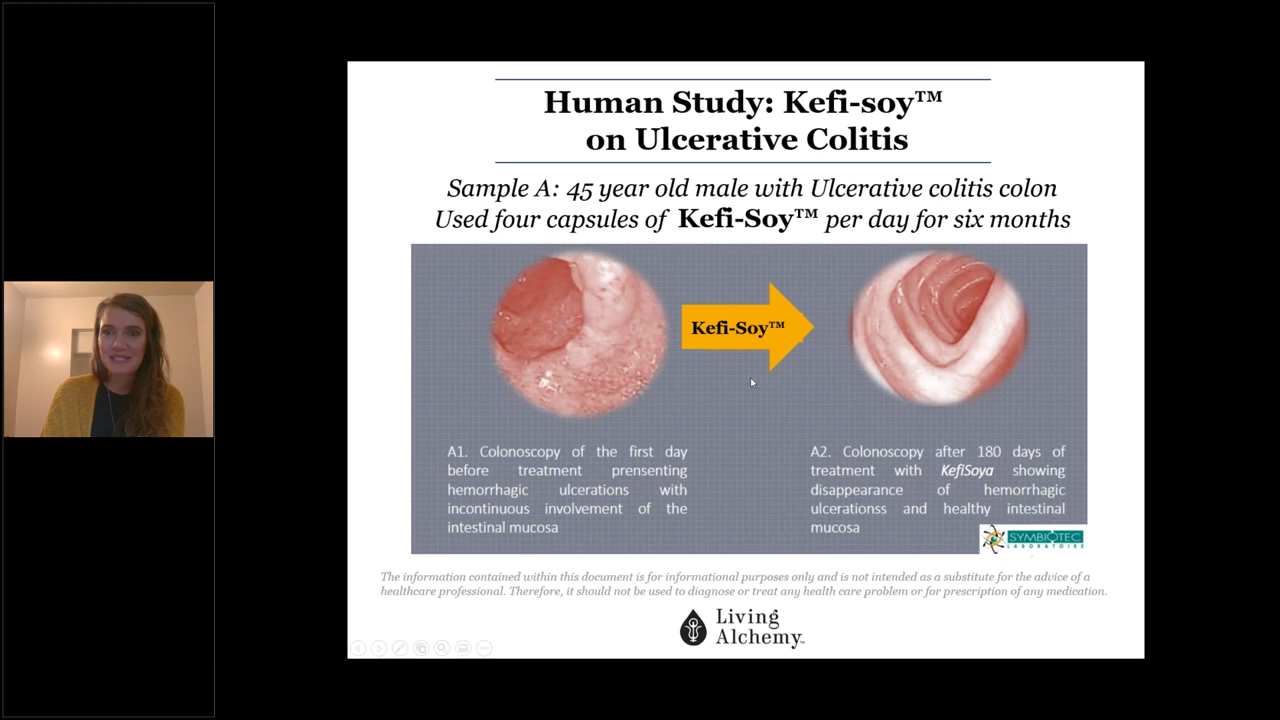 Human Study: Kefi-soy™
on Ulcerative Colitis
Sample A: 45 year old male with Ulcerative colitis colon
Used four capsules of Kefi-Soy™ per day for six months
Kefi-Soy™
A1. Colonoscopy of the first day
before treatment prensenting
hemorrhagic ulcerations with
incontinuous involvement of the
intestinal mucosa
A2. Colonoscopy after 180 days of
treatment with KefiSoya showing
disappearance of hemorrhagic
ulcerationss and healthy intestinal
mucosa
SYMBIOTEC
LABORATOIRE
The information contained within this document is for informational purposes only and is not intended as a substitute for the advice of a
healthcare professional. Therefore, it should not be used to diagnose or treat any health care problem or for prescription of any medication.
Living
Alchemy™